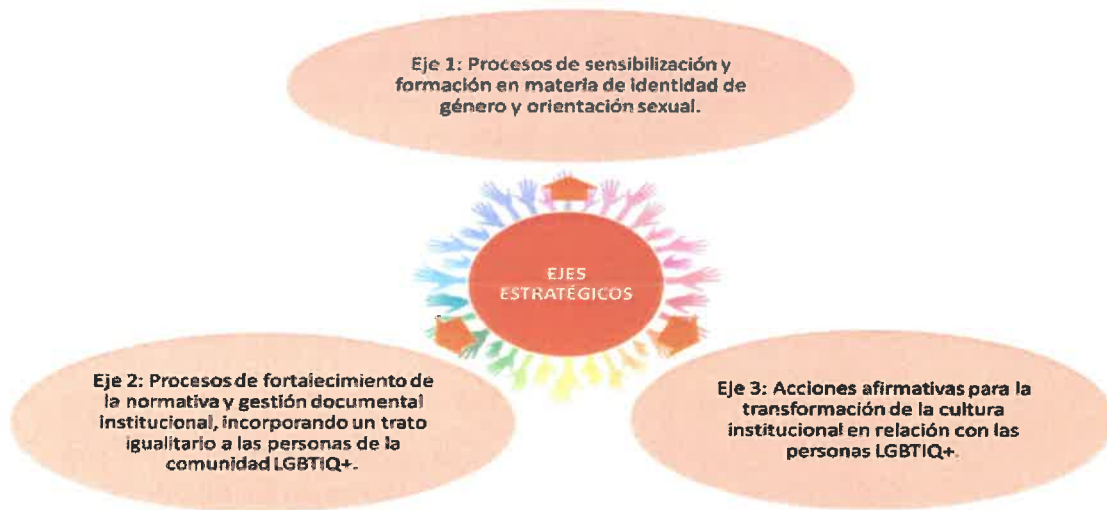 Eje 1: Procesos de sensibilización y
formación en materia de identidad de
género y orientación sexual.
EJES
ESTRATÉGICOS
Eje 2: Procesos de fortalecimiento de
la normativa y gestión documental
institucional, incorporando un trato
igualitario a las personas de la
comunidad LGBTIQ+.
Eje 3: Acciones afirmativas para la
transformación de la cultura
institucional en relación con las
personas LGBTIQ+.